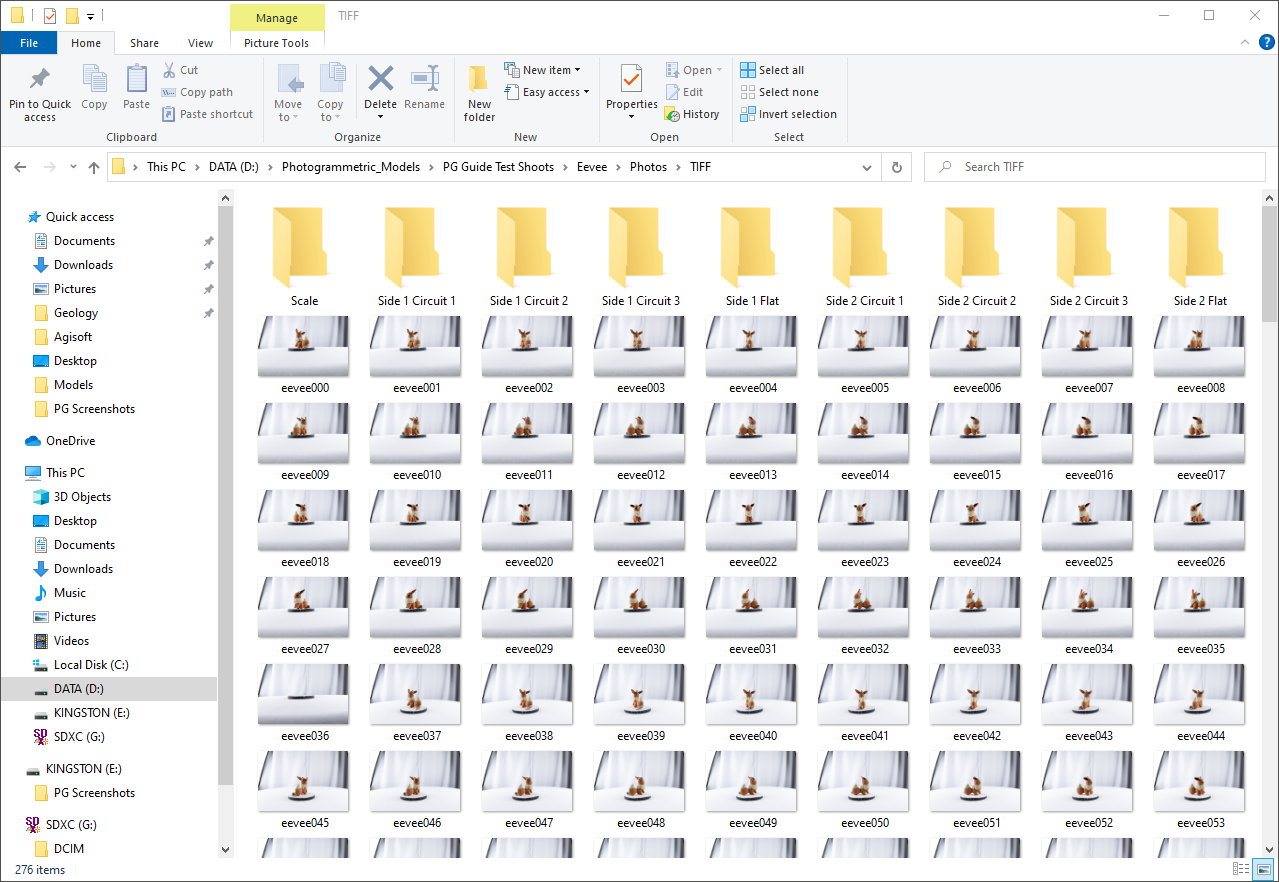 Manage TIFF
File Home Share View Picture Tools
Pin to Quick access
Copy
Paste
Cut
Copy path
Paste shortcut
Clipboard
Move to
Copy to
Delete
Rename
Organize
New folder
New item
Easy access
New
Properties
Open
Edit
History
Open
Select all
Select none
Invert selection
Select
This PC > DATA (D:) > Photogrammetric_Models > PG Guide Test Shoots > Eevee > Photos > TIFF
Search TIFF
Quick access
Documents
Downloads
Pictures
Geology
Agisoft
Desktop
Models
PG Screenshots
OneDrive
This PC
3D Objects
Desktop
Documents
Downloads
Music
Pictures
Videos
Local Disk (C:)
DATA (D:)
KINGSTON (E:)
SDXC (G:)
KINGSTON (E:)
PG Screenshots
SDXC (G:)
DCIM
Scale Side 1 Circuit 1 Side 1 Circuit 2 Side 1 Circuit 3 Side 1 Flat Side 2 Circuit 1 Side 2 Circuit 2 Side 2 Circuit 3 Side 2 Flat
eevee000 eevee001 eevee002 eevee003 eevee004 eevee005 eevee006 eevee007 eevee008
eevee009 eevee010 eevee011 eevee012 eevee013 eevee014 eevee015 eevee016 eevee017
eevee018 eevee019 eevee020 eevee021 eevee022 eevee023 eevee024 eevee025 eevee026
eevee027 eevee028 eevee029 eevee030 eevee031 eevee032 eevee033 eevee034 eevee035
eevee036 eevee037 eevee038 eevee039 eevee040 eevee041 eevee042 eevee043 eevee044
eevee045 eevee046 eevee047 eevee048 eevee049 eevee050 eevee051 eevee052 eevee053
276 items